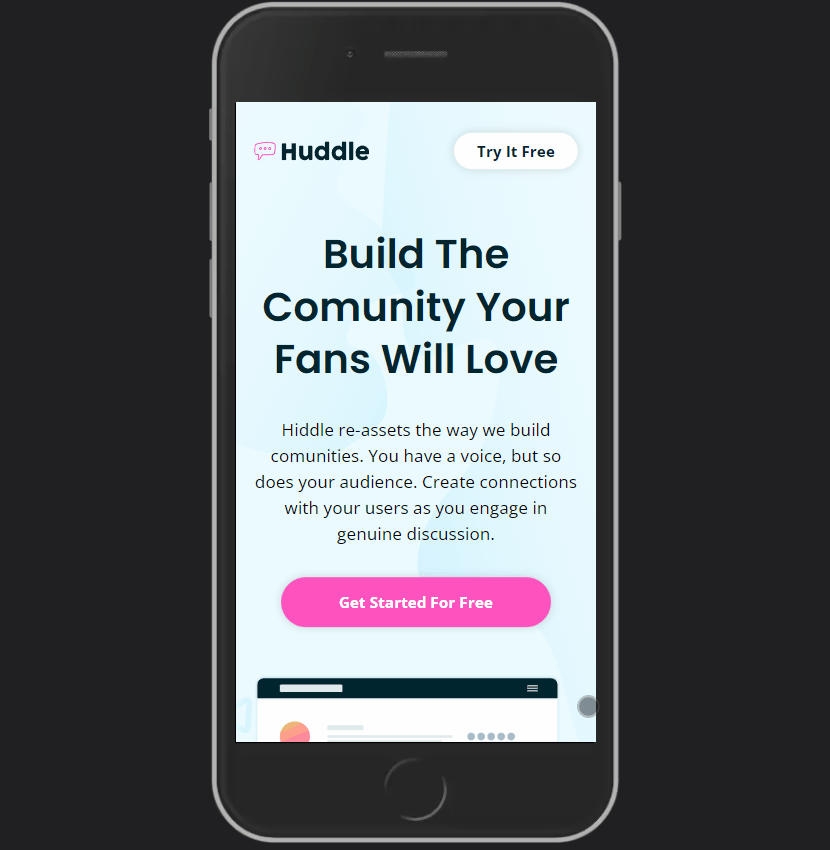 Huddle
Try It Free
Build The
Comunity Your
Fans Will Love
Hiddle re-assets the way we build
comunities. You have a voice, but so
does your audience. Create connections
with your users as you engage in
genuine discussion.
Get Started For Free